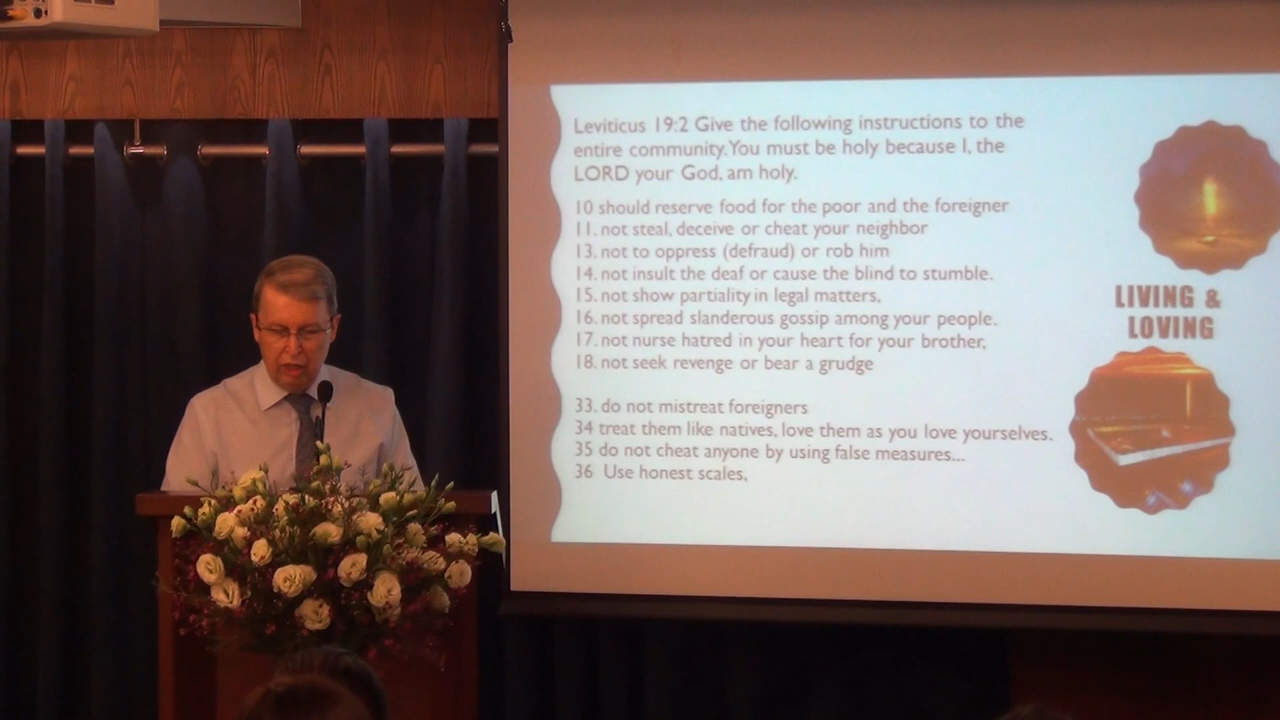 Leviticus 19:2 Give the following instructions to the
entire community. You must be holy because I, the
LORD your God, am holy.
10 should reserve food for the poor and the foreigner
11. not steal, deceive or cheat your neighbor
13. not to oppress (defraud) or rob him
14. not insult the deaf or cause the blind to stumble.
15. not show partiality in legal matters,
16. not spread slanderous gossip among your people.
17. not nurse hatred in your heart for your brother,
18. not seek revenge or bear a grudge
33. do not mistreat foreigners
34 treat them like natives, love them as you love yourselves.
35 do not cheat anyone by using false measures...
36 Use honest scales,
LIVING &
LOVING